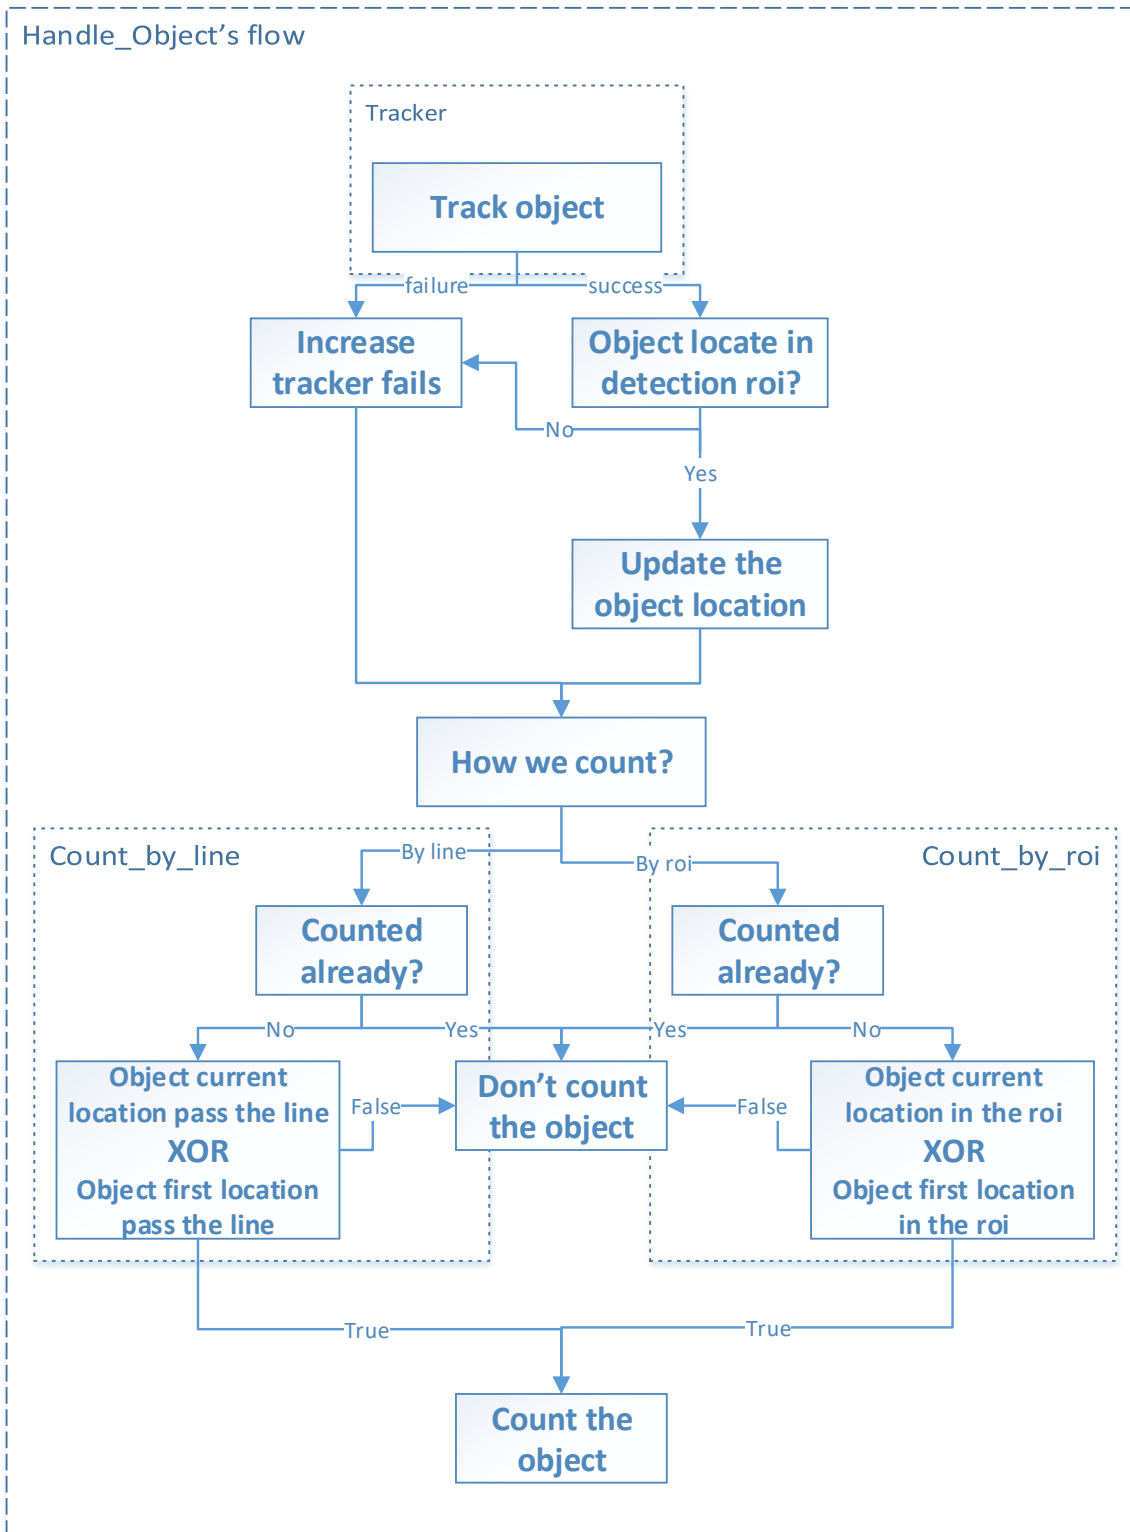 Handle_Object’s flow
Tracker
Track object
failure
success
Increase
tracker fails
Object locate in
detection roi?
No
Yes
Update the
object location
How we count?
Count_by_line
By line
By roi
Count_by_roi
Counted
already?
Counted
already?
No
Yes
Yes
No
Object current
location pass the line
XOR
Object first location
pass the line
False
Don’t count
the object
False
Object current
location in the roi
XOR
Object first location
in the roi
True
True
Count the
object